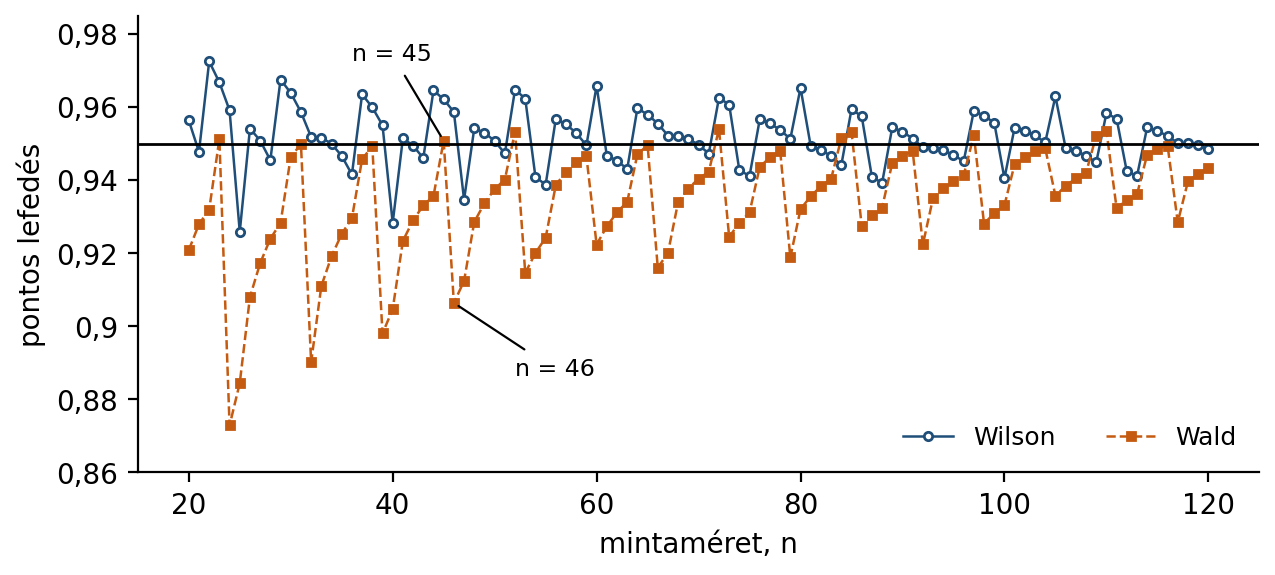 0,98
0,96
0,94
0,92
0,9
0,88
0,86
pontos lefedés
n = 45
n = 46
Wilson
Wald
20 40 60 80 100 120
mintaméret, n